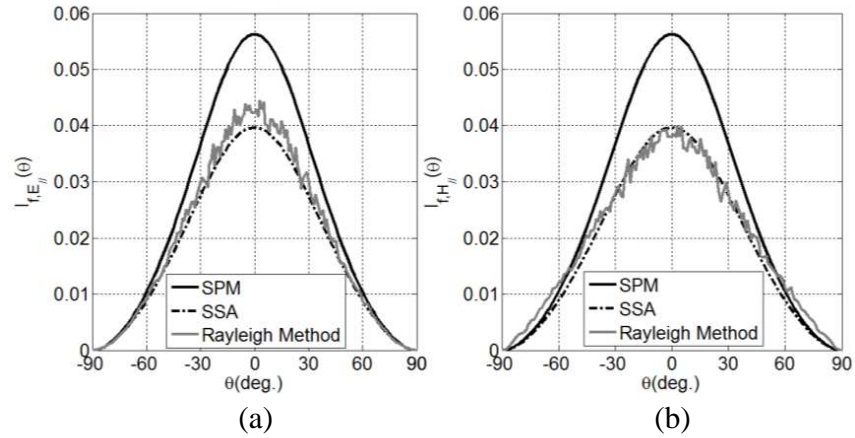 0.06
0.05
0.04
0.03
0.02
0.01
0
I_{f,E_{//}}(θ)
SPM
SSA
Rayleigh Method
-90 -60 -30 0 30 60 90
θ(deg.)
(a)
0.06
0.05
0.04
0.03
0.02
0.01
0
I_{f,H_{//}}(θ)
SPM
SSA
Rayleigh Method
-90 -60 -30 0 30 60 90
θ(deg.)
(b)